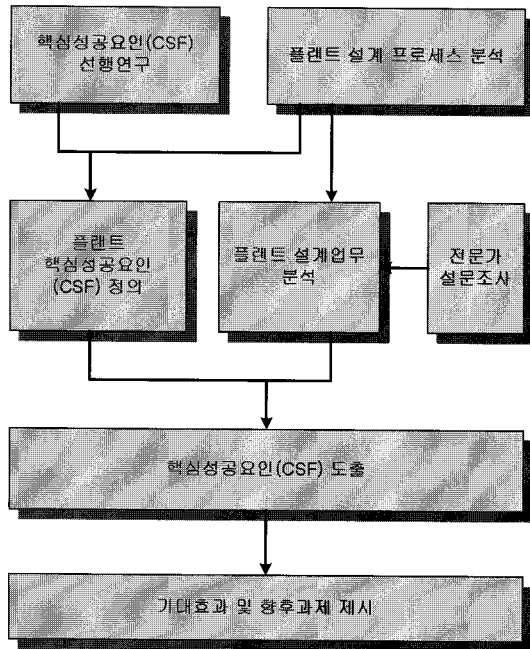 핵심성공요인(CSF)
선행연구
플랜트 설계 프로세스 분석
플랜트
핵심성공요인
(CSF) 정의
플랜트 설계업무
분석
전문가
설문조사
핵심성공요인(CSF) 도출
기대효과 및 향후과제 제시